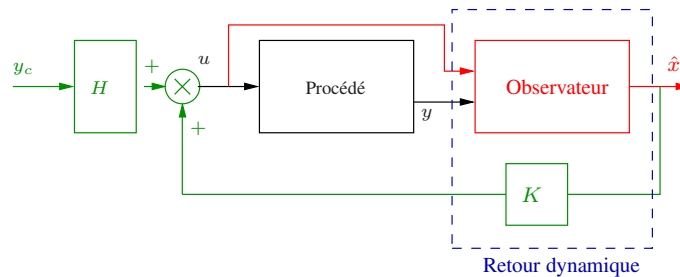 y_c
H
+
u
Procédé
y
Observateur
x̂
+
K
Retour dynamique